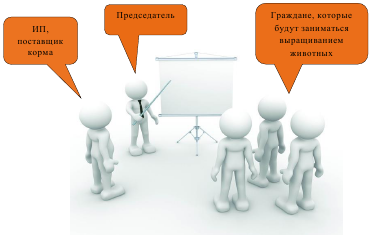 ИП,
поставщик
корма
Председатель
Граждане, которые
будут заниматься
выращиванием
животных